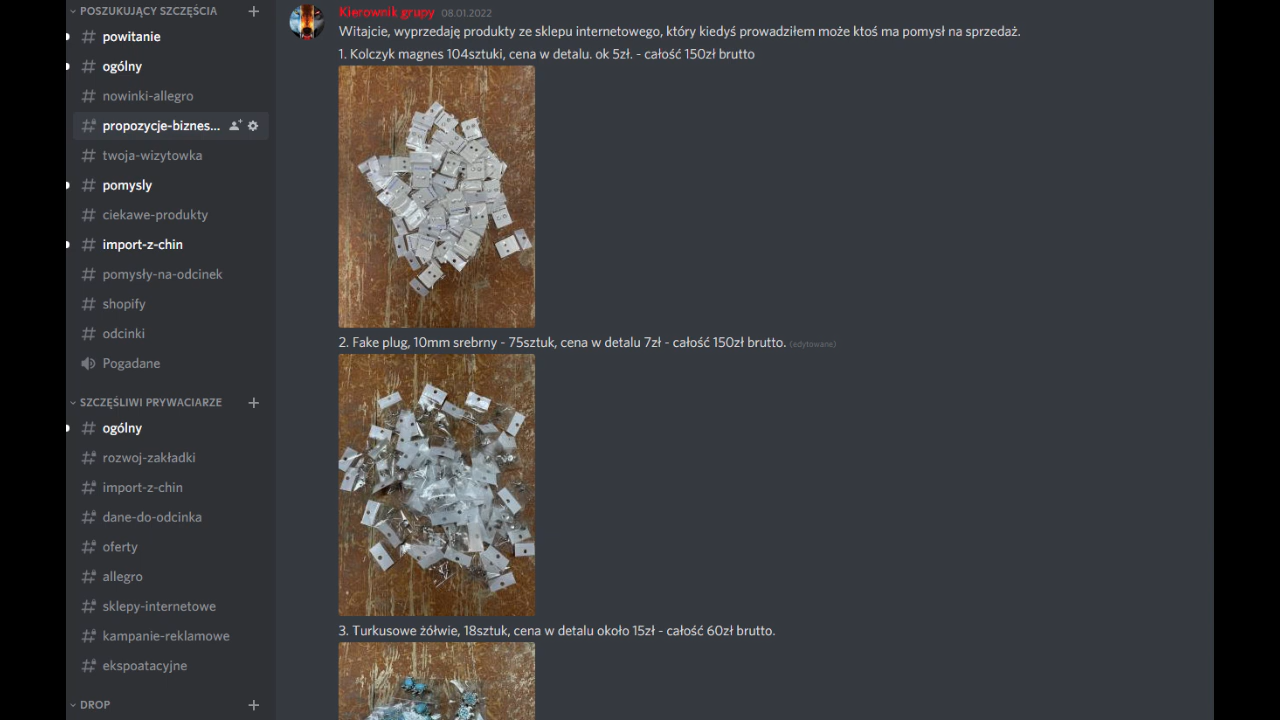 POSZUKUJĄCY SZCZĘŚCIA
powitanie
ogólny
nowinki-allegro
propozycje-biznes...
twoja-wizytowka
pomysly
ciekawe-produkty
import-z-chin
pomysły-na-odcinek
shopify
odcinki
Pogadane
SZCZĘŚLIWI PRYWACIARZE
ogólny
rozwoj-zakładki
import-z-chin
dane-do-odcinka
oferty
allegro
sklepy-internetowe
kampanie-reklamowe
ekspoatacyjne
DROP
Kierownik grupy 08.01.2022
Witajcie, wyprzedaję produkty ze sklepu internetowego, który kiedyś prowadziłem może ktoś ma pomysł na sprzedaż.
1. Kolczyk magnes 104sztuki, cena w detalu. ok 5zł. - całość 150zł brutto
2. Fake plug, 10mm srebrny - 75sztuk, cena w detalu 7zł - całość 150zł brutto. (edytowane)
3. Turkusowe żółwie, 18sztuk, cena w detalu około 15zł - całość 60zł brutto.